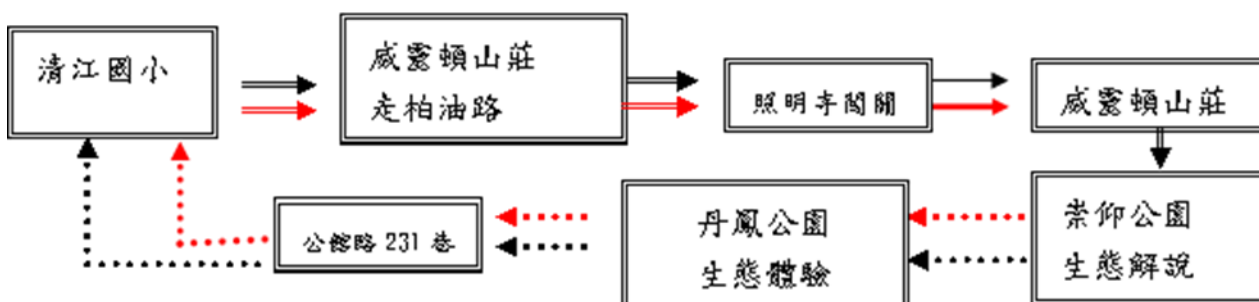 清江國小
威靈頓山莊
走柏油路
照明亭闖關
威靈頓山莊
崇仰公園
生態解說
丹鳳公園
生態體驗
公館路 231 巷